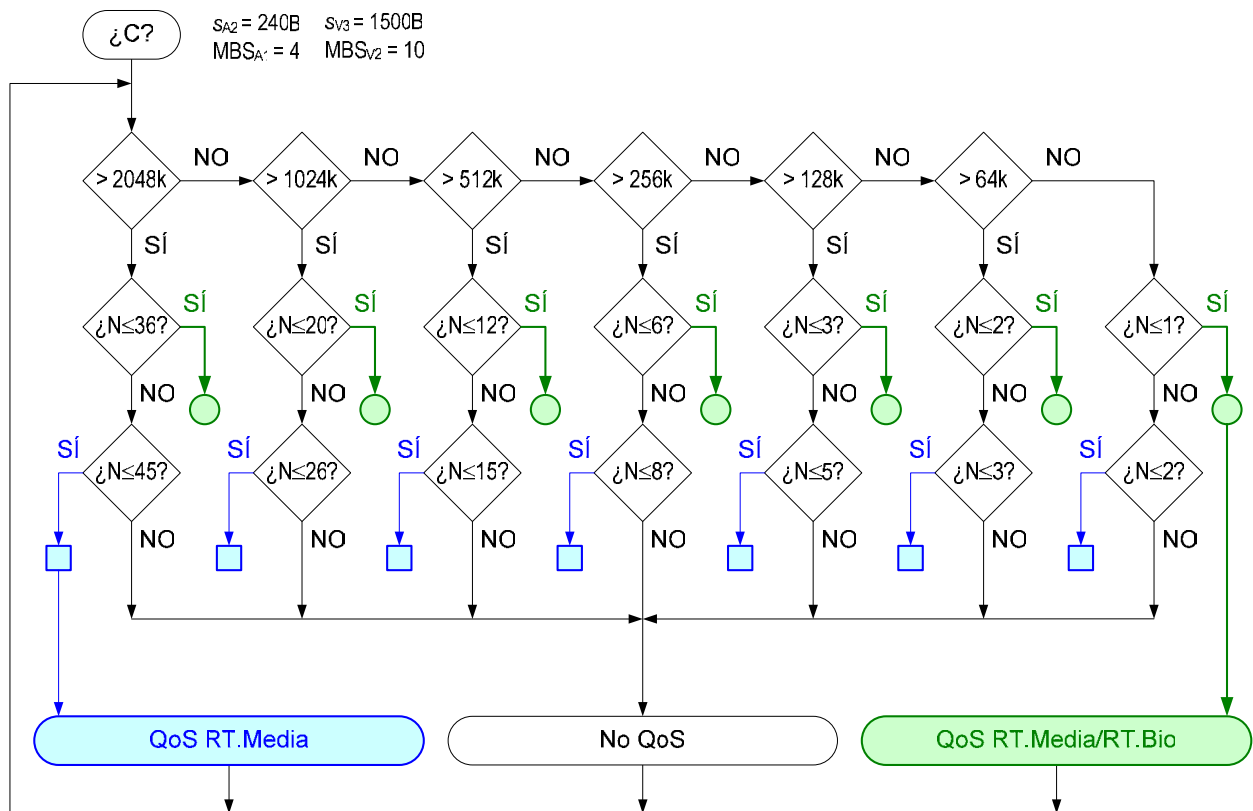 ¿C?
sA2 = 240B sV3 = 1500B
MBSA1 = 4 MBSV2 = 10
NO NO NO NO NO NO
> 2048k > 1024k > 512k > 256k > 128k > 64k
SÍ SÍ SÍ SÍ SÍ SÍ
SÍ SÍ SÍ SÍ SÍ SÍ SÍ
¿N≤36? ¿N≤20? ¿N≤12? ¿N≤6? ¿N≤3? ¿N≤2? ¿N≤1?
NO NO NO NO NO NO NO
SÍ SÍ SÍ SÍ SÍ SÍ SÍ
¿N≤45? ¿N≤26? ¿N≤15? ¿N≤8? ¿N≤5? ¿N≤3? ¿N≤2?
NO NO NO NO NO NO NO
QoS RT.Media No QoS QoS RT.Media/RT.Bio